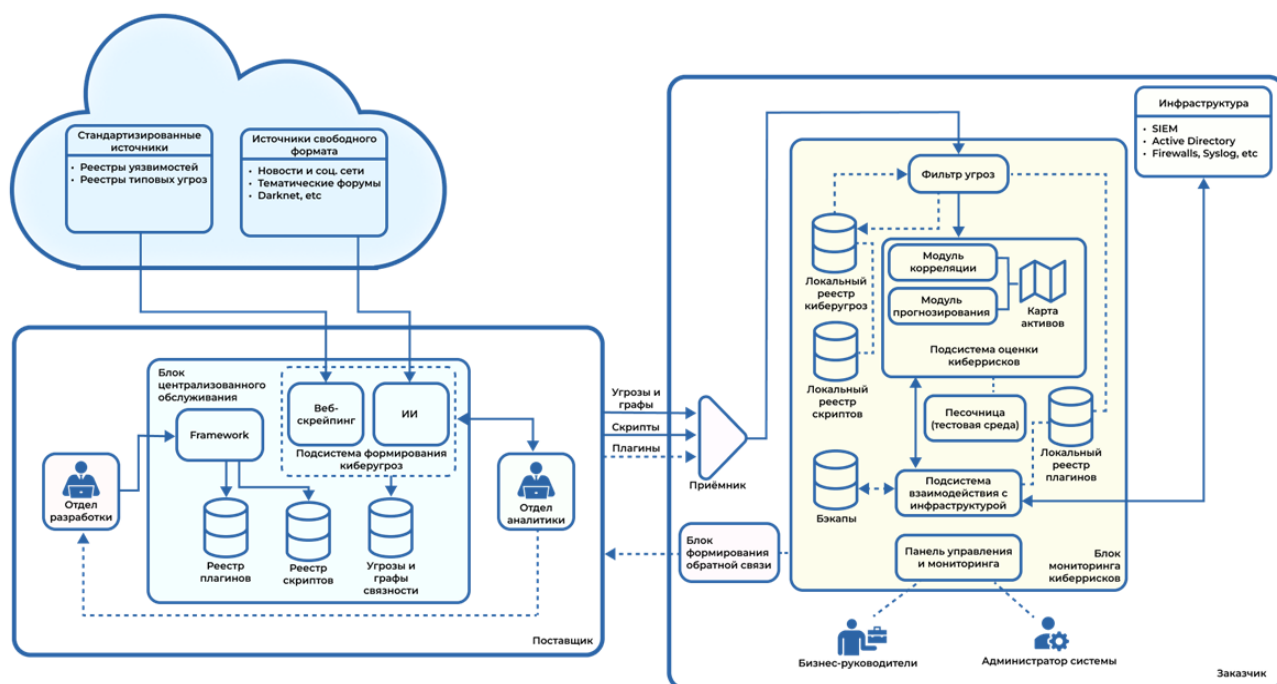 Стандартизированные
источники
• Реестры уязвимостей
• Реестры типовых угроз
Источники свободного
формата
• Новости и соц. сети
• Тематические форумы
• Darknet, etc
Блок
централизованного
обслуживания
Framework
Веб-
скрейпинг
ИИ
Подсистема формирования
киберугроз
Отдел
разработки
Отдел
аналитики
Реестр
плагинов
Реестр
скриптов
Угрозы и
графы
связности
Поставщик
Угрозы и
графы
Скрипты
Плагины
Приёмник
Блок
формирования
обратной связи
Инфраструктура
• SIEM
• Active Directory
• Firewalls, Syslog, etc
Фильтр угроз
Локальный
реестр
киберугроз
Модуль
корреляции
Модуль
прогнозирования
Карта
активов
Подсистема оценки
киберрисков
Локальный
реестр
скриптов
Песочница
(тестовая среда)
Локальный
реестр
плагинов
Бэкапы
Подсистема
взаимодействия с
инфраструктурой
Панель управления
и мониторинга
Блок
мониторинга
киберрисков
Бизнес-руководители
Администратор системы
Заказчик